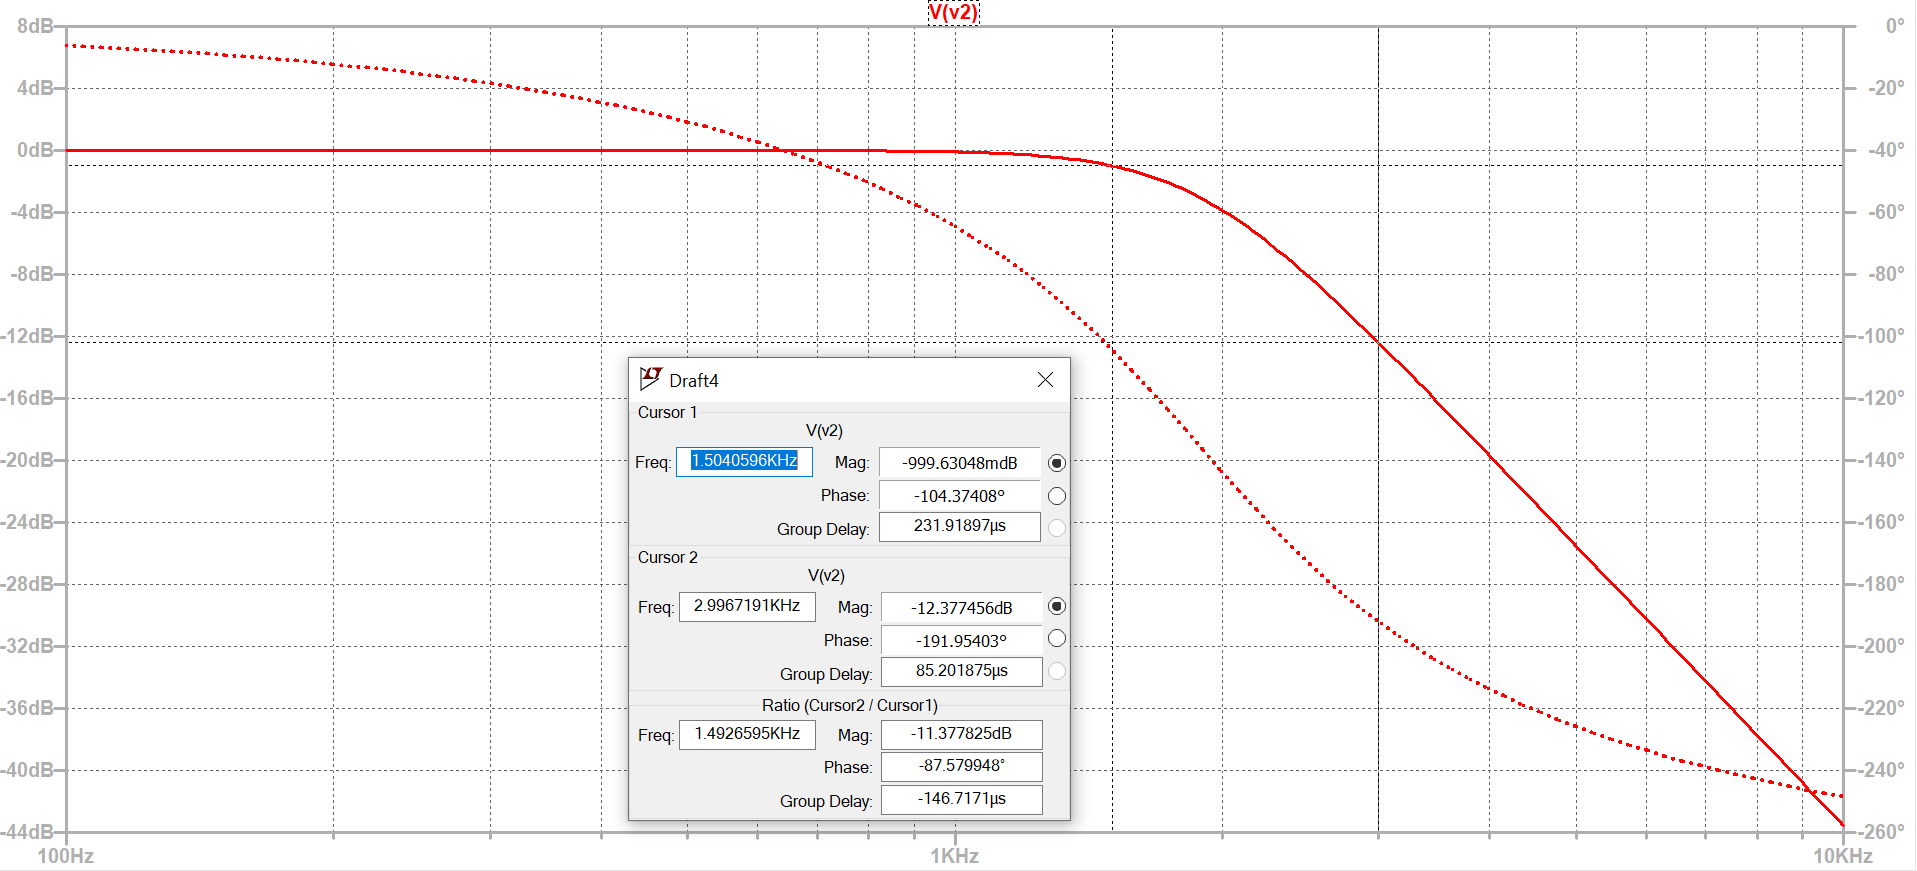 V(v2)
8dB
0°
4dB
-20°
0dB
-40°
-4dB
-60°
-8dB
-80°
-12dB
-100°
-16dB
-120°
-20dB
-140°
-24dB
-160°
-28dB
-180°
-32dB
-200°
-36dB
-220°
-40dB
-240°
-44dB
-260°
100Hz
1KHz
10KHz
Draft4
Cursor 1
V(v2)
Freq: 1.5040596KHz Mag: -999.63048mdB
Phase: -104.37408°
Group Delay: 231.91897µs
Cursor 2
V(v2)
Freq: 2.9967191KHz Mag: -12.377456dB
Phase: -191.95403°
Group Delay: 85.201875µs
Ratio (Cursor2 / Cursor1)
Freq: 1.4926595KHz Mag: -11.377825dB
Phase: -87.579948°
Group Delay: -146.7171µs